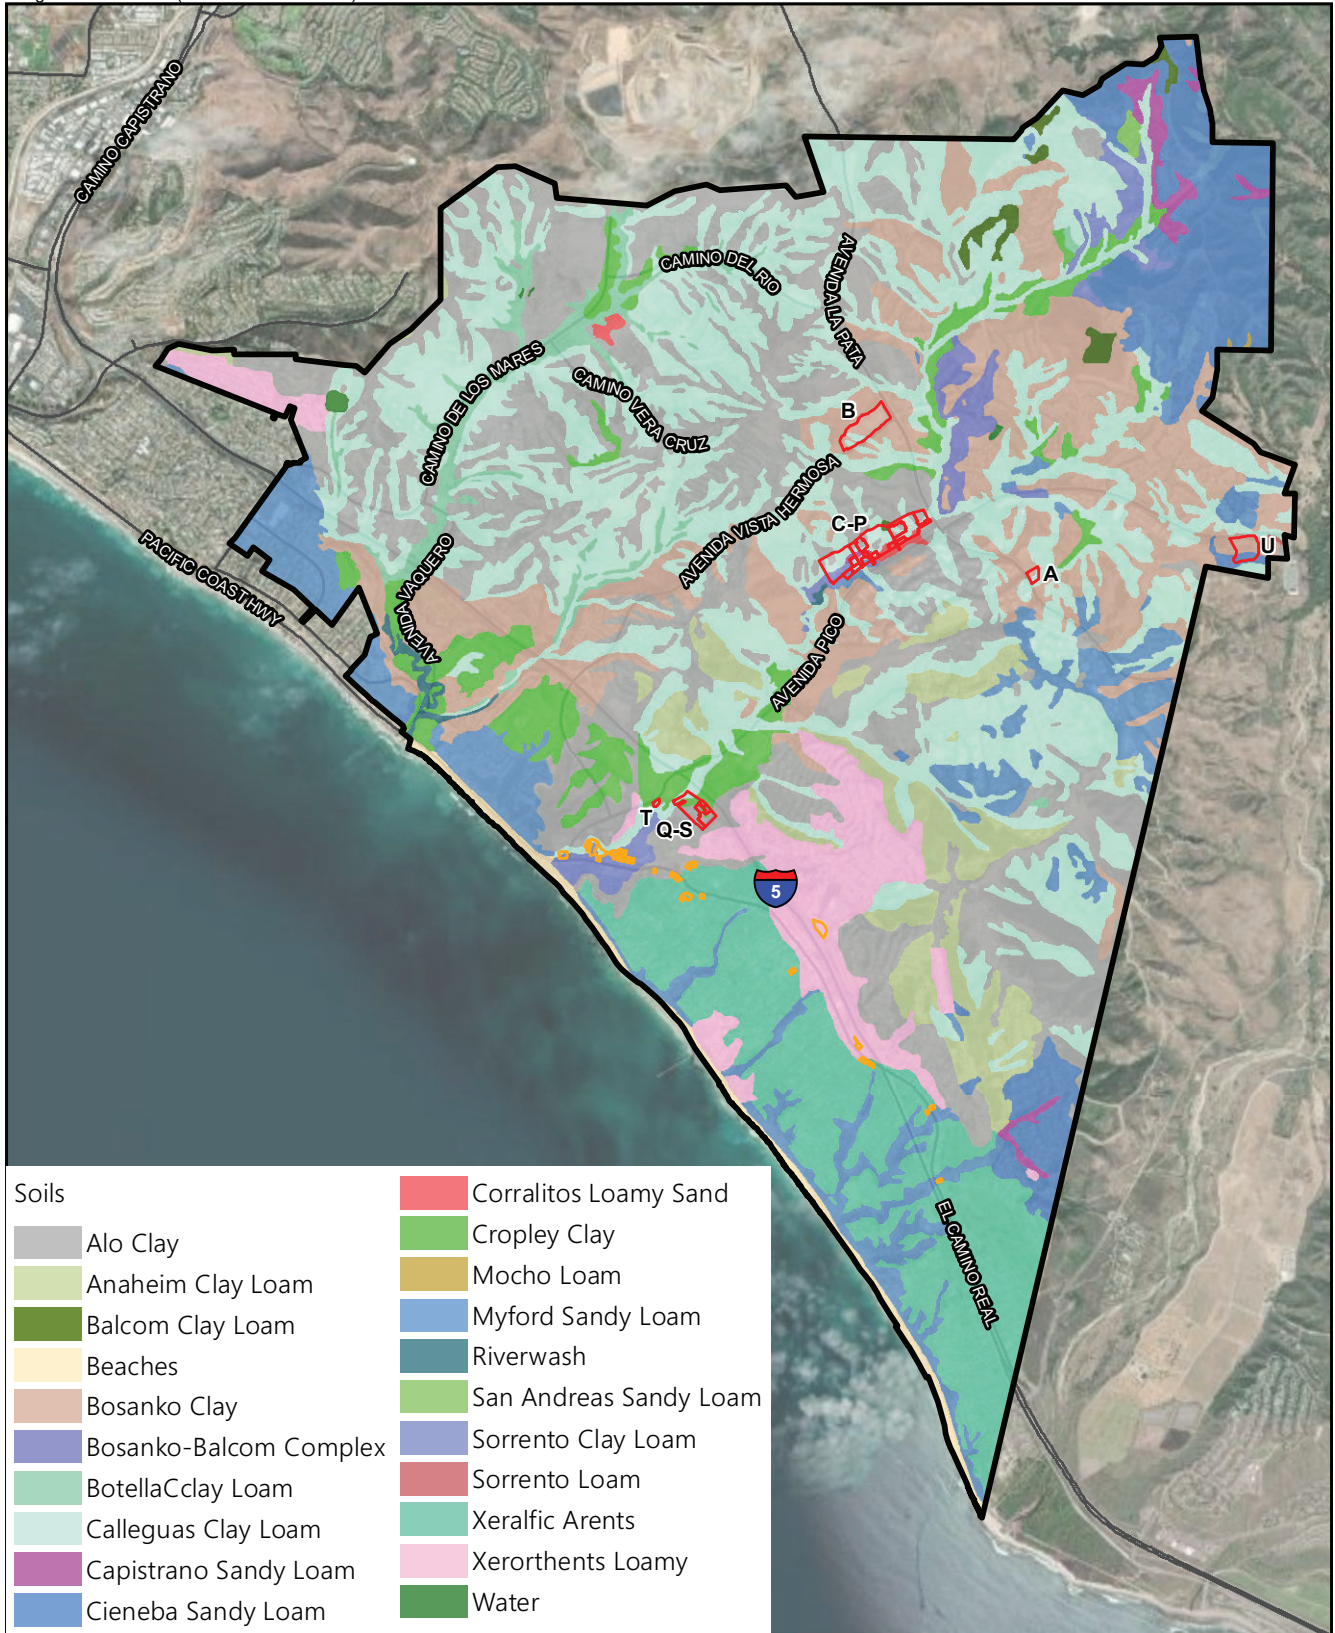 CAMINO CAPISTRANO
CAMINO DEL RIO
AVENIDA LA PATA
CAMINO DE LOS MARES
CAMINO VERA CRUZ
B
AVENIDA VISTA HERMOSA
C-P
U
A
PACIFIC COAST HWY
AVENIDA VAQUERO
AVENIDA PICO
T
Q-S
5
EL CAMINO REAL
Soils
Alo Clay
Anaheim Clay Loam
Balcom Clay Loam
Beaches
Bosanko Clay
Bosanko-Balcom Complex
BotellaCclay Loam
Calleguas Clay Loam
Capistrano Sandy Loam
Cieneba Sandy Loam
Corralitos Loamy Sand
Cropley Clay
Mocho Loam
Myford Sandy Loam
Riverwash
San Andreas Sandy Loam
Sorrento Clay Loam
Sorrento Loam
Xeralfic Arents
Xerorthents Loamy
Water